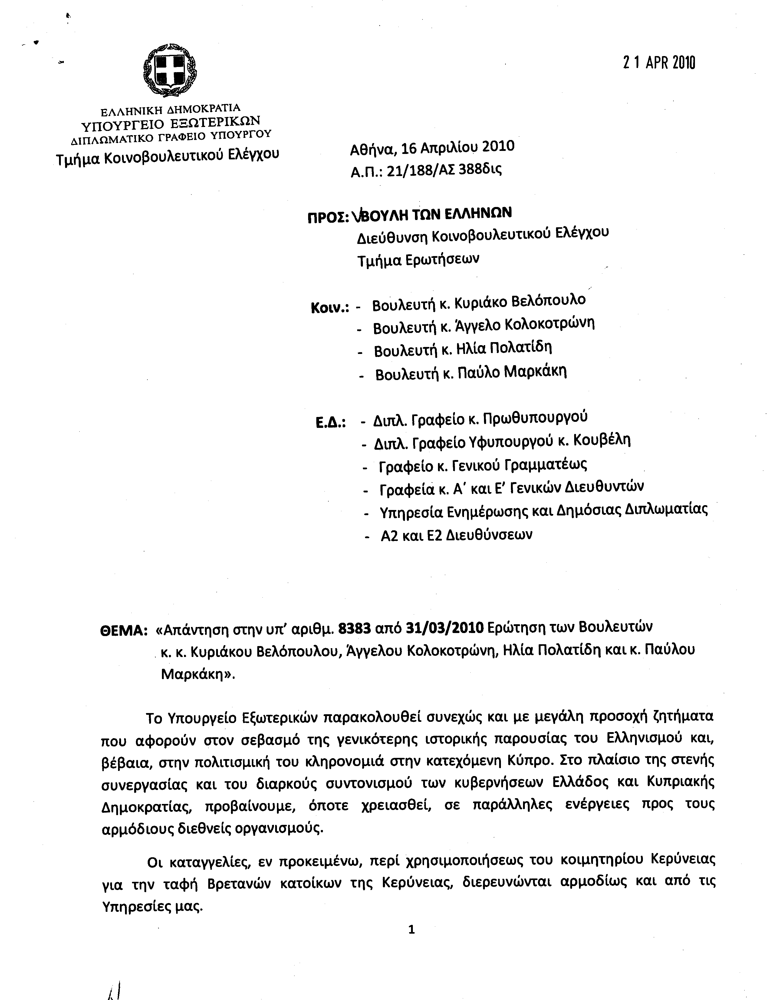 21 APR 2010
ΕΛΛΗΝΙΚΗ ΔΗΜΟΚΡΑΤΙΑ
ΥΠΟΥΡΓΕΙΟ ΕΞΩΤΕΡΙΚΩΝ
ΔΙΠΛΩΜΑΤΙΚΟ ΓΡΑΦΕΙΟ ΥΠΟΥΡΓΟΥ
Τμήμα Κοινοβουλευτικού Ελέγχου
Αθήνα, 16 Απριλίου 2010
Α.Π.: 21/188/ΑΣ 388δις
ΠΡΟΣ: ΒΟΥΛΗ ΤΩΝ ΕΛΛΗΝΩΝ
Διεύθυνση Κοινοβουλευτικού Ελέγχου
Τμήμα Ερωτήσεων
Κοιν.: - Βουλευτή κ. Κυριάκο Βελόπουλο
- Βουλευτή κ. Άγγελο Κολοκοτρώνη
- Βουλευτή κ. Ηλία Πολατίδη
- Βουλευτή κ. Παύλο Μαρκάκη
Ε.Δ.: - Διπλ. Γραφείο κ. Πρωθυπουργού
- Διπλ. Γραφείο Υφυπουργού κ. Κουβέλη
- Γραφείο κ. Γενικού Γραμματέως
- Γραφεία κ. Α΄ και Ε' Γενικών Διευθυντών
- Υπηρεσία Ενημέρωσης και Δημόσιας Διπλωματίας
- Α2 και Ε2 Διευθύνσεων
ΘΕΜΑ: «Απάντηση στην υπ' αριθμ. 8383 από 31/03/2010 Ερώτηση των Βουλευτών
κ. κ. Κυριάκου Βελόπουλου, Άγγελου Κολοκοτρώνη, Ηλία Πολατίδη και κ. Παύλου
Μαρκάκη».
Το Υπουργείο Εξωτερικών παρακολουθεί συνεχώς και με μεγάλη προσοχή ζητήματα
που αφορούν στον σεβασμό της γενικότερης ιστορικής παρουσίας του Ελληνισμού και,
βέβαια, στην πολιτισμική του κληρονομιά στην κατεχόμενη Κύπρο. Στο πλαίσιο της στενής
συνεργασίας και του διαρκούς συντονισμού των κυβερνήσεων Ελλάδος και Κυπριακής
Δημοκρατίας, προβαίνουμε, όποτε χρειασθεί, σε παράλληλες ενέργειες προς τους
αρμόδιους διεθνείς οργανισμούς.
Οι καταγγελίες, εν προκειμένω, περί χρησιμοποιήσεως του κοιμητηρίου Κερύνειας
για την ταφή Βρετανών κατοίκων της Κερύνειας, διερευνώνται αρμοδίως και από τις
Υπηρεσίες μας.
1